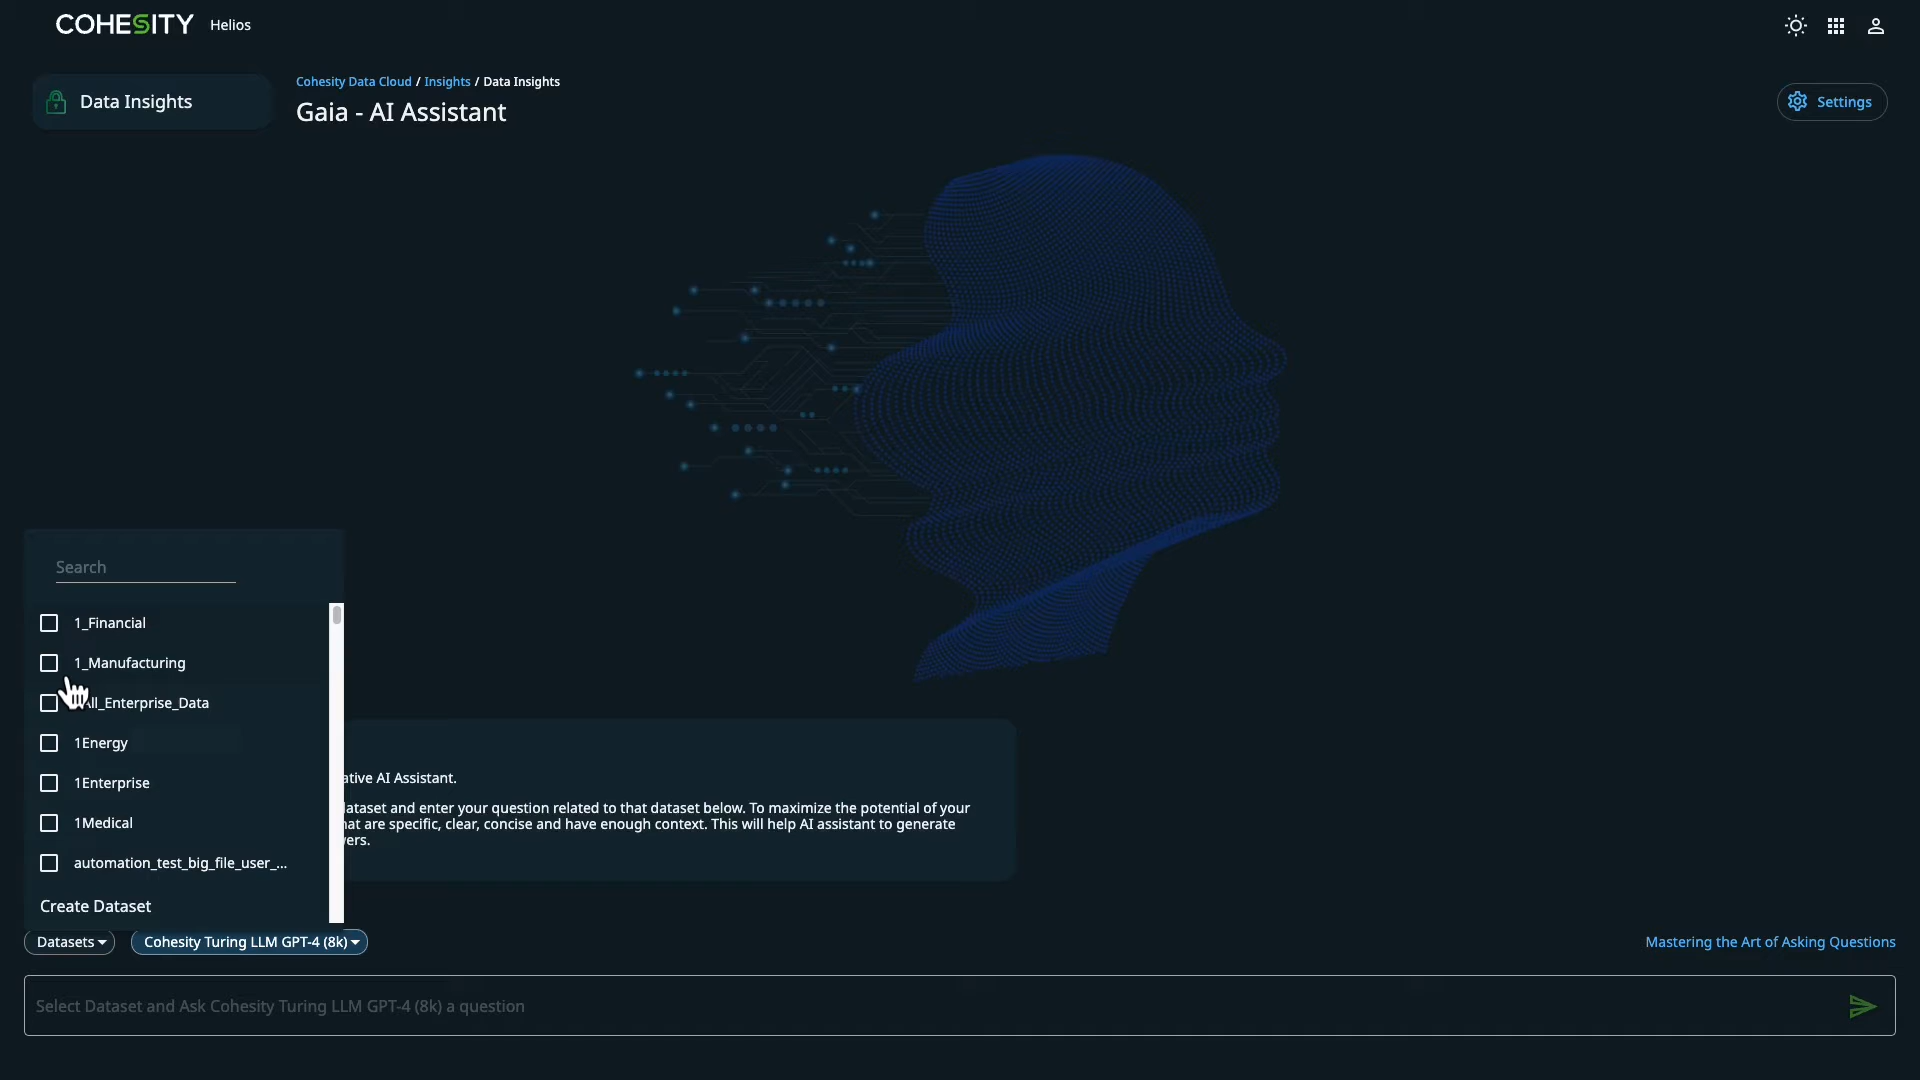 COHESITY Helios
Data Insights
Cohesity Data Cloud / Insights / Data Insights
Gaia - AI Assistant
Settings
Search
1_Financial
1_Manufacturing
All_Enterprise_Data
1Energy
1Enterprise
1Medical
automation_test_big_file_user_...
Create Dataset
ative AI Assistant.
dataset and enter your question related to that dataset below. To maximize the potential of your
hat are specific, clear, concise and have enough context. This will help AI assistant to generate
vers.
Datasets
Cohesity Turing LLM GPT-4 (8k)
Mastering the Art of Asking Questions
Select Dataset and Ask Cohesity Turing LLM GPT-4 (8k) a question